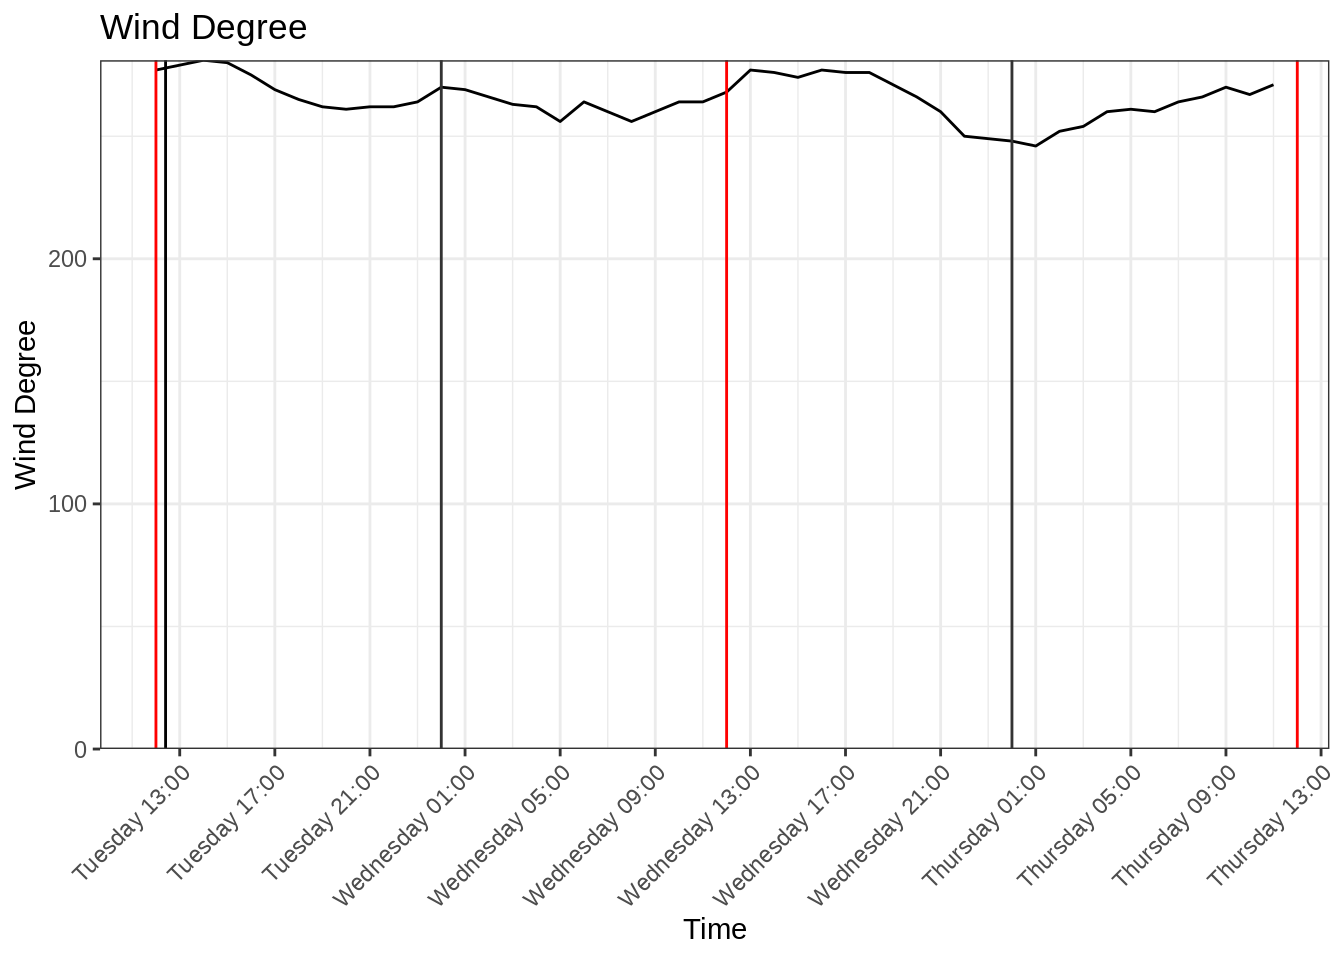 Wind Degree
Wind Degree
200
100
0
Tuesday 13:00
Tuesday 17:00
Tuesday 21:00
Wednesday 01:00
Wednesday 05:00
Wednesday 09:00
Wednesday 13:00
Wednesday 17:00
Wednesday 21:00
Thursday 01:00
Thursday 05:00
Thursday 09:00
Thursday 13:00
Time